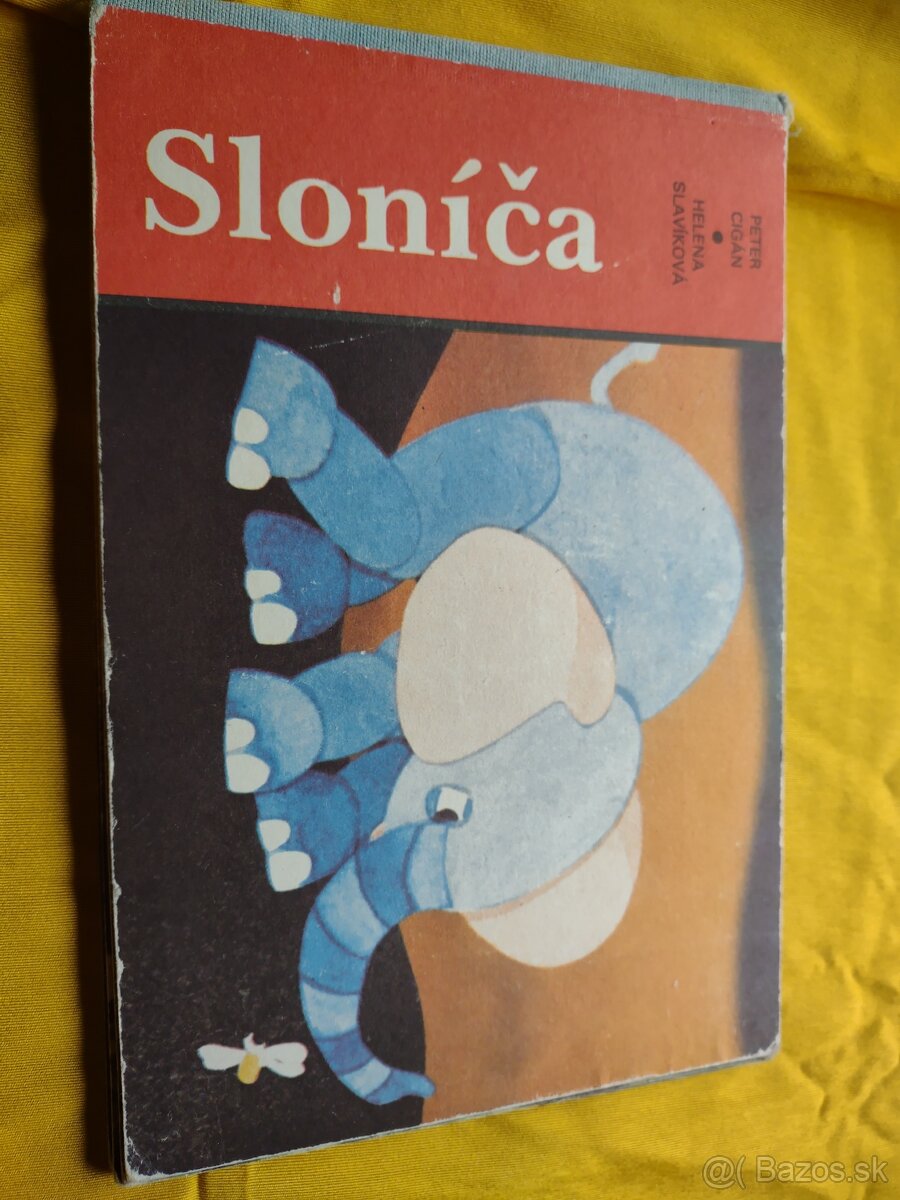 PETER
CIGÁN
●
HELENA
SLAVÍKOVÁ
Sloníča
@( Bazos.sk